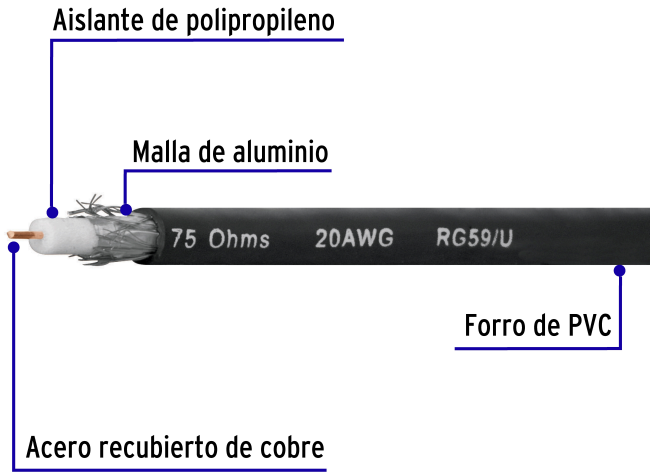 Aislante de polipropileno
Malla de aluminio
75 Ohms 20AWG RG59/U
Forro de PVC
Acero recubierto de cobre